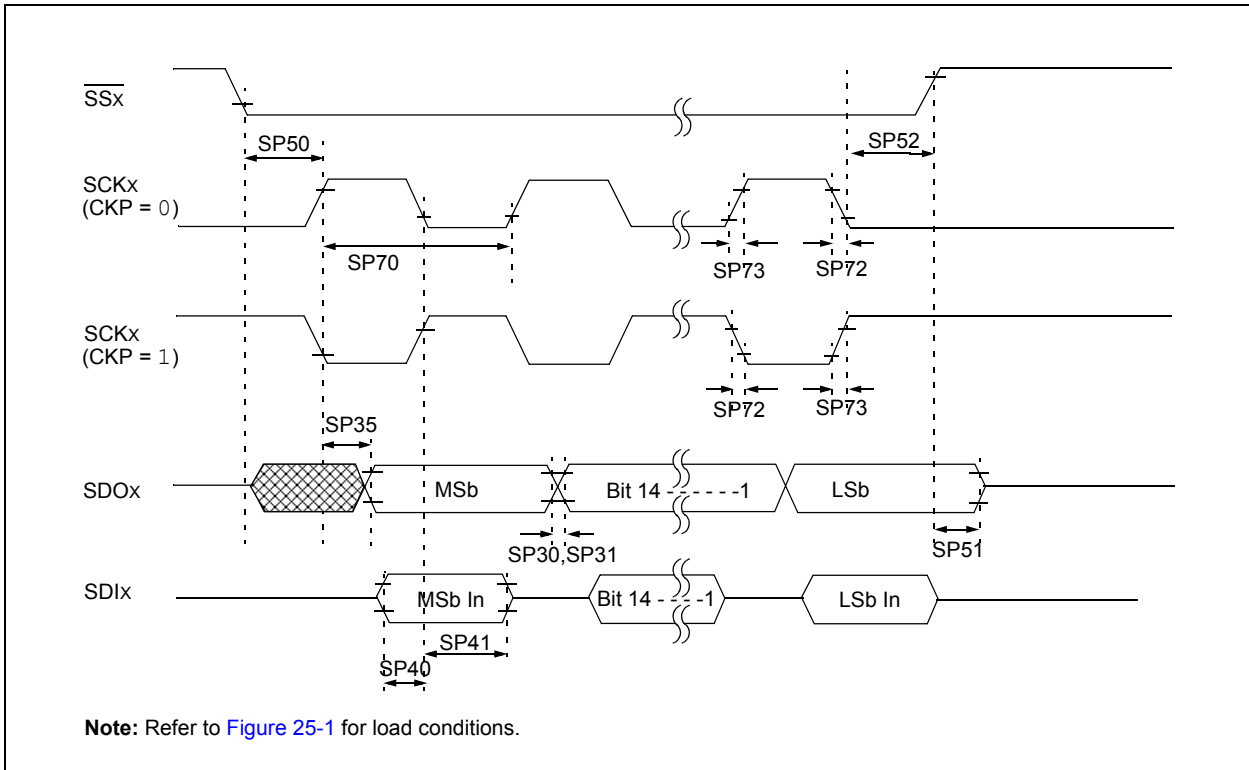 SSx
SP50
SP52
SCKx
(CKP = 0)
SP70
SP73
SP72
SCKx
(CKP = 1)
SP72
SP73
SP35
SDOx
MSb
Bit 14 - - - - - -1
LSb
SP30,SP31
SP51
SDIx
MSb In
Bit 14 - - - -1
LSb In
SP41
SP40
Note: Refer to Figure 25-1 for load conditions.